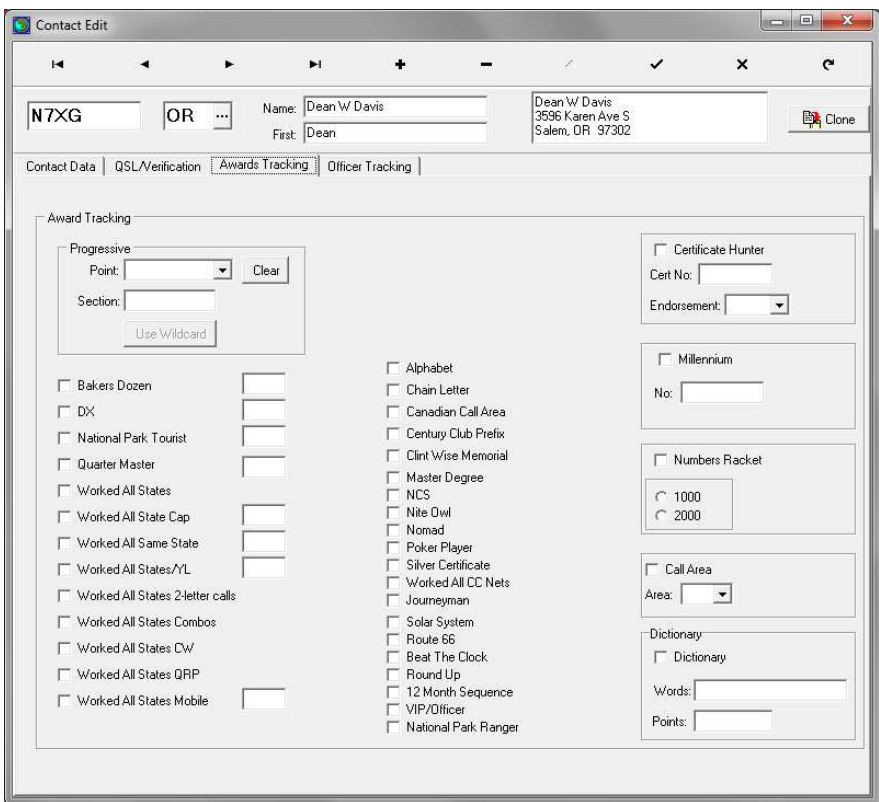 Contact Edit
N7XG
OR
...
Name: Dean W Davis
First: Dean
Dean W Davis
3596 Karen Ave S
Salem, OR 97302
Clone
Contact Data
QSL/Verification
Awards Tracking
Officer Tracking
Award Tracking
Progressive
Point:
Clear
Section:
Use Wildcard
Bakers Dozen
DX
National Park Tourist
Quarter Master
Worked All States
Worked All State Cap
Worked All Same State
Worked All States/YL
Worked All States 2-letter calls
Worked All States Combos
Worked All States CW
Worked All States QRP
Worked All States Mobile
Alphabet
Chain Letter
Canadian Call Area
Century Club Prefix
Clint Wise Memorial
Master Degree
NCS
Nite Owl
Nomad
Poker Player
Silver Certificate
Worked All CC Nets
Journeyman
Solar System
Route 66
Beat The Clock
Round Up
12 Month Sequence
VIP/Officer
National Park Ranger
Certificate Hunter
Cert No:
Endorsement:
Millennium
No:
Numbers Racket
1000
2000
Call Area
Area:
Dictionary
Dictionary
Words:
Points: